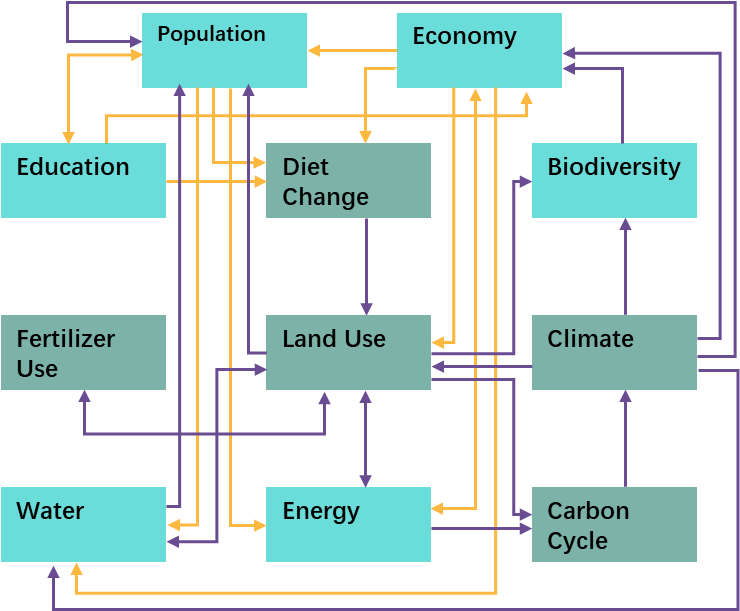 Population
Economy
Education
Diet
Change
Biodiversity
Fertilizer
Use
Land Use
Climate
Water
Energy
Carbon
Cycle